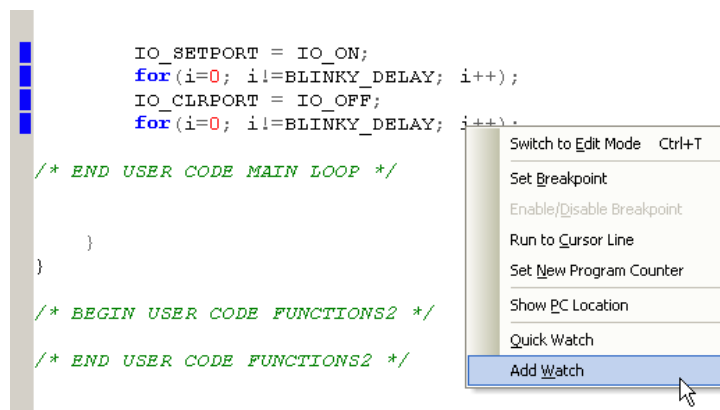 IO_SETPORT = IO_ON;
for(i=0; i!=BLINKY_DELAY; i++);
IO_CLRPORT = IO_OFF;
for(i=0; i!=BLINKY_DELAY; i++);
/* END USER CODE MAIN LOOP */
}
}
/* BEGIN USER CODE FUNCTIONS2 */
/* END USER CODE FUNCTIONS2 */
Switch to Edit Mode Ctrl+T
Set Breakpoint
Enable/Disable Breakpoint
Run to Cursor Line
Set New Program Counter
Show PC Location
Quick Watch
Add Watch